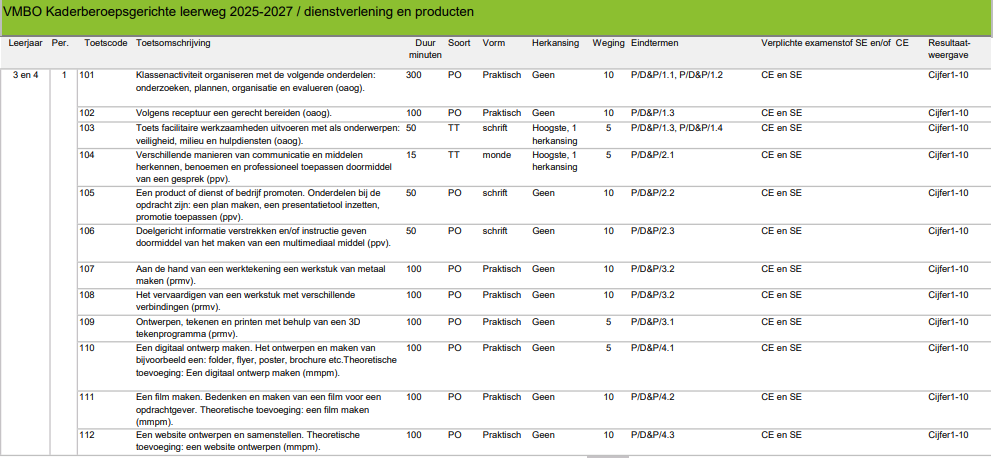 VMBO Kaderberoepsgerichte leerweg 2025-2027 / dienstverlening en producten
Leerjaar Per. Toetscode Toetsomschrijving Duur minuten Soort Vorm Herkansing Weging Eindtermen Verplichte examenstof SE en/of CE Resultaat-weergave
3 en 4 1 101 Klassenactiviteit organiseren met de volgende onderdelen: 300 PO Praktisch Geen 10 P/D&P/1.1, P/D&P/1.2 CE en SE Cijfer1-10
onderzoeken, plannen, organisatie en evalueren (oaog).
102 Volgens receptuur een gerecht bereiden (oaog). 100 PO Praktisch Geen 10 P/D&P/1.3 CE en SE Cijfer1-10
103 Toets facilitaire werkzaamheden uitvoeren met als onderwerpen: 50 TT schrift Hoogste, 1 5 P/D&P/1.3, P/D&P/1.4 CE en SE Cijfer1-10
veiligheid, milieu en hulpdiensten (oaog). herkansing
104 Verschillende manieren van communicatie en middelen 15 TT monde Hoogste, 1 5 P/D&P/2.1 CE en SE Cijfer1-10
herkennen, benoemen en professioneel toepassen doormiddel herkansing
van een gesprek (ppv).
105 Een product of dienst of bedrijf promoten. Onderdelen bij de 50 PO schrift Geen 10 P/D&P/2.2 CE en SE Cijfer1-10
opdracht zijn: een plan maken, een presentatietool inzetten,
promotie toepassen (ppv).
106 Doelgericht informatie verstrekken en/of instructie geven 50 PO schrift Geen 10 P/D&P/2.3 CE en SE Cijfer1-10
doormiddel van het maken van een multimediaal middel (ppv).
107 Aan de hand van een werktekening een werkstuk van metaal 100 PO Praktisch Geen 10 P/D&P/3.2 CE en SE Cijfer1-10
maken (prmv).
108 Het vervaardigen van een werkstuk met verschillende 100 PO Praktisch Geen 10 P/D&P/3.2 CE en SE Cijfer1-10
verbindingen (prmv).
109 Ontwerpen, tekenen en printen met behulp van een 3D 100 PO Praktisch Geen 5 P/D&P/3.1 CE en SE Cijfer1-10
tekenprogramma (prmv).
110 Een digitaal ontwerp maken. Het ontwerpen en maken van 100 PO Praktisch Geen 5 P/D&P/4.1 CE en SE Cijfer1-10
bijvoorbeeld een: folder, flyer, poster, brochure etc.Theoretische
toevoeging: Een digitaal ontwerp maken (mmpm).
111 Een film maken. Bedenken en maken van een film voor een 100 PO Praktisch Geen 10 P/D&P/4.2 CE en SE Cijfer1-10
opdrachtgever. Theoretische toevoeging: een film maken
(mmpm).
112 Een website ontwerpen en samenstellen. Theoretische 100 PO Praktisch Geen 10 P/D&P/4.3 CE en SE Cijfer1-10
toevoeging: een website ontwerpen (mmpm).